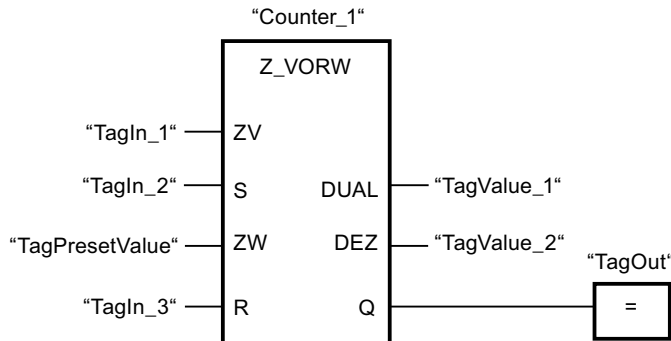 “Counter_1“
Z_VORW
“TagIn_1“ ZV
“TagIn_2“ S DUAL “TagValue_1“
“TagPresetValue“ ZW DEZ “TagValue_2“
“TagOut“
“TagIn_3“ R Q =